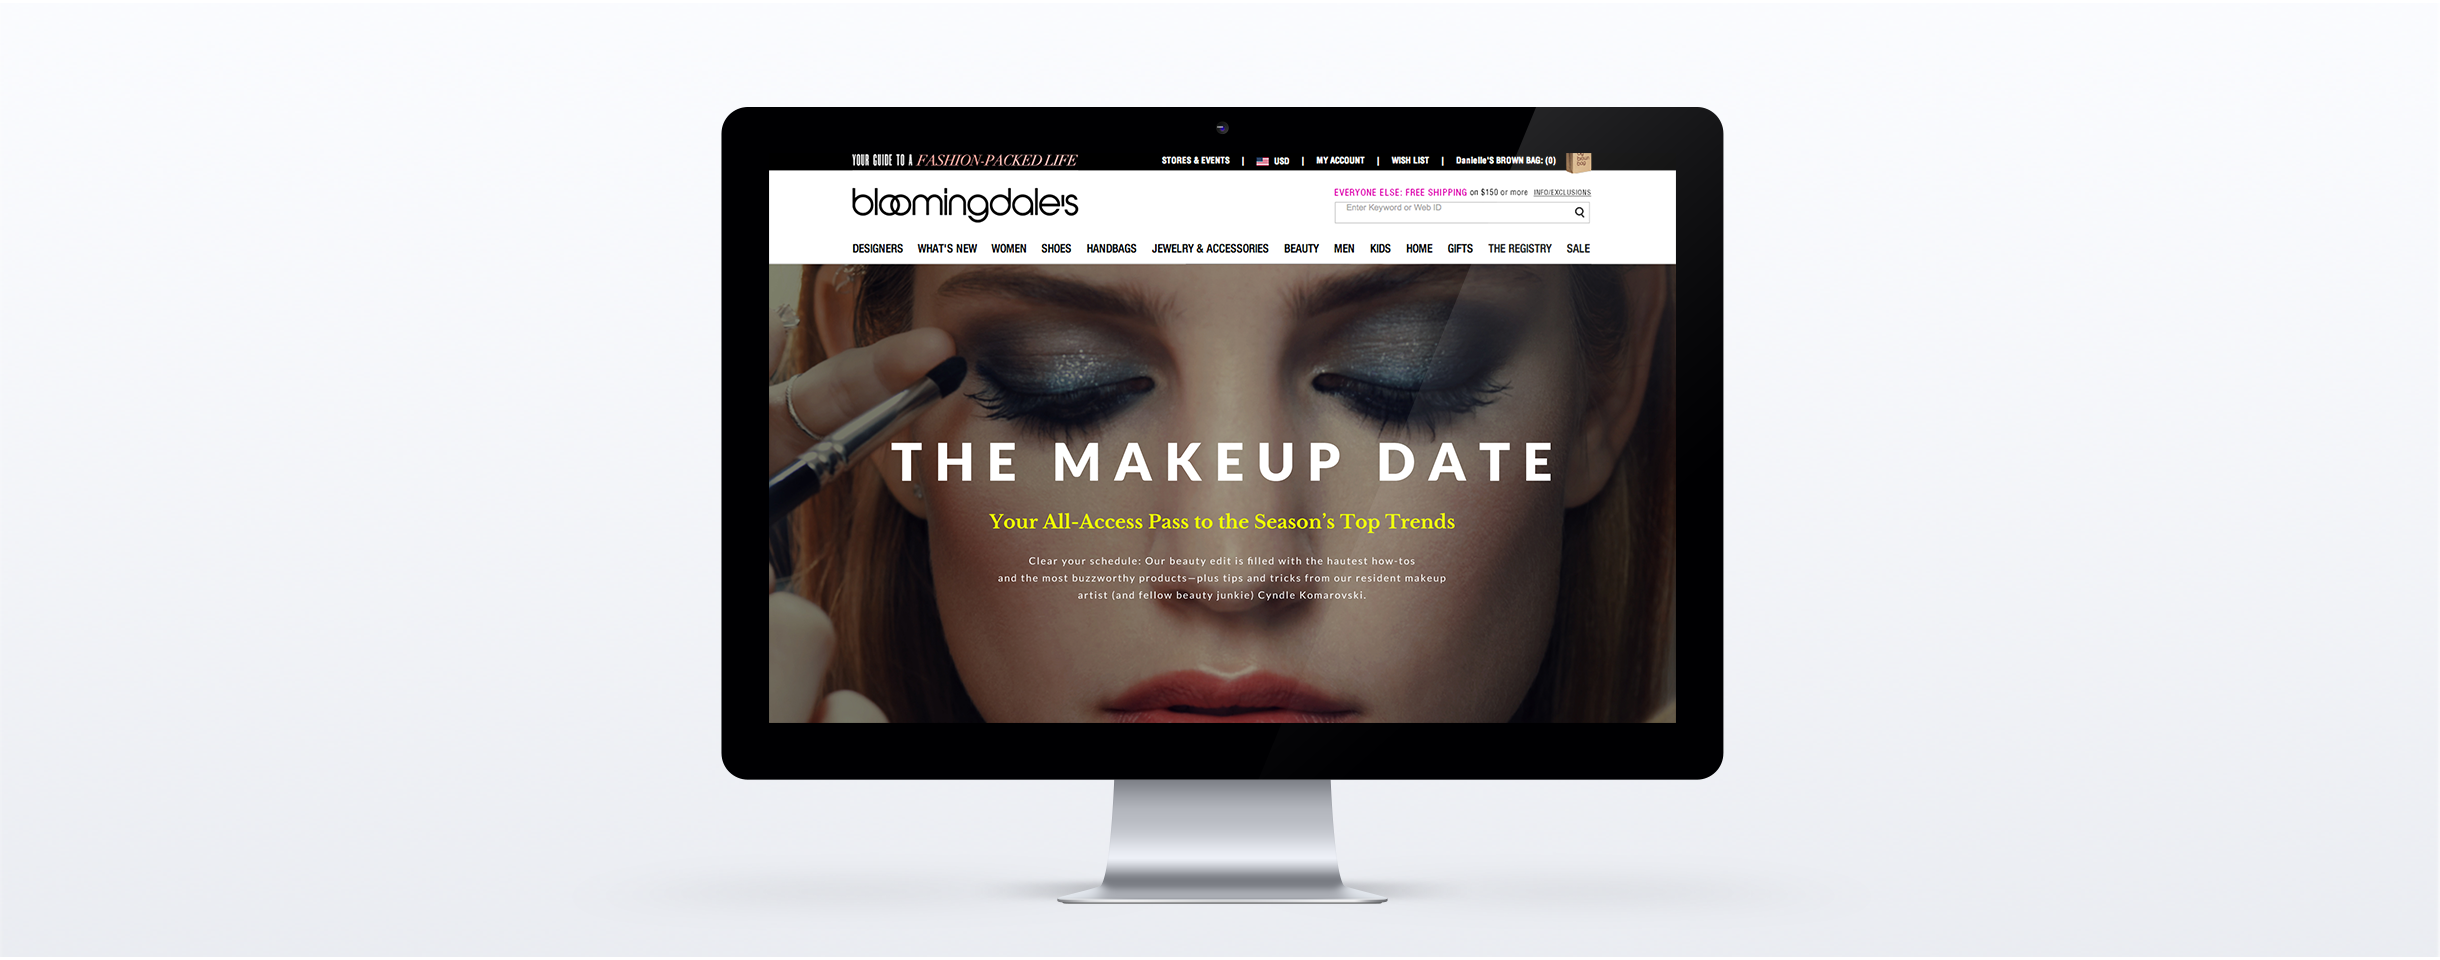 YOUR GUIDE TO A FASHION-PACKED LIFE
STORES & EVENTS | USD | MY ACCOUNT | WISH LIST | Danielle'S BROWN BAG: (0)
bloomingdale's
EVERYONE ELSE: FREE SHIPPING on $150 or more INFO/EXCLUSIONS
Enter Keyword or Web ID
DESIGNERS WHAT'S NEW WOMEN SHOES HANDBAGS JEWELRY & ACCESSORIES BEAUTY MEN KIDS HOME GIFTS THE REGISTRY SALE
THE MAKEUP DATE
Your All-Access Pass to the Season’s Top Trends
Clear your schedule: Our beauty edit is filled with the hautest how-tos
and the most buzzworthy products—plus tips and tricks from our resident makeup
artist (and fellow beauty junkie) Cyndle Komarovski.